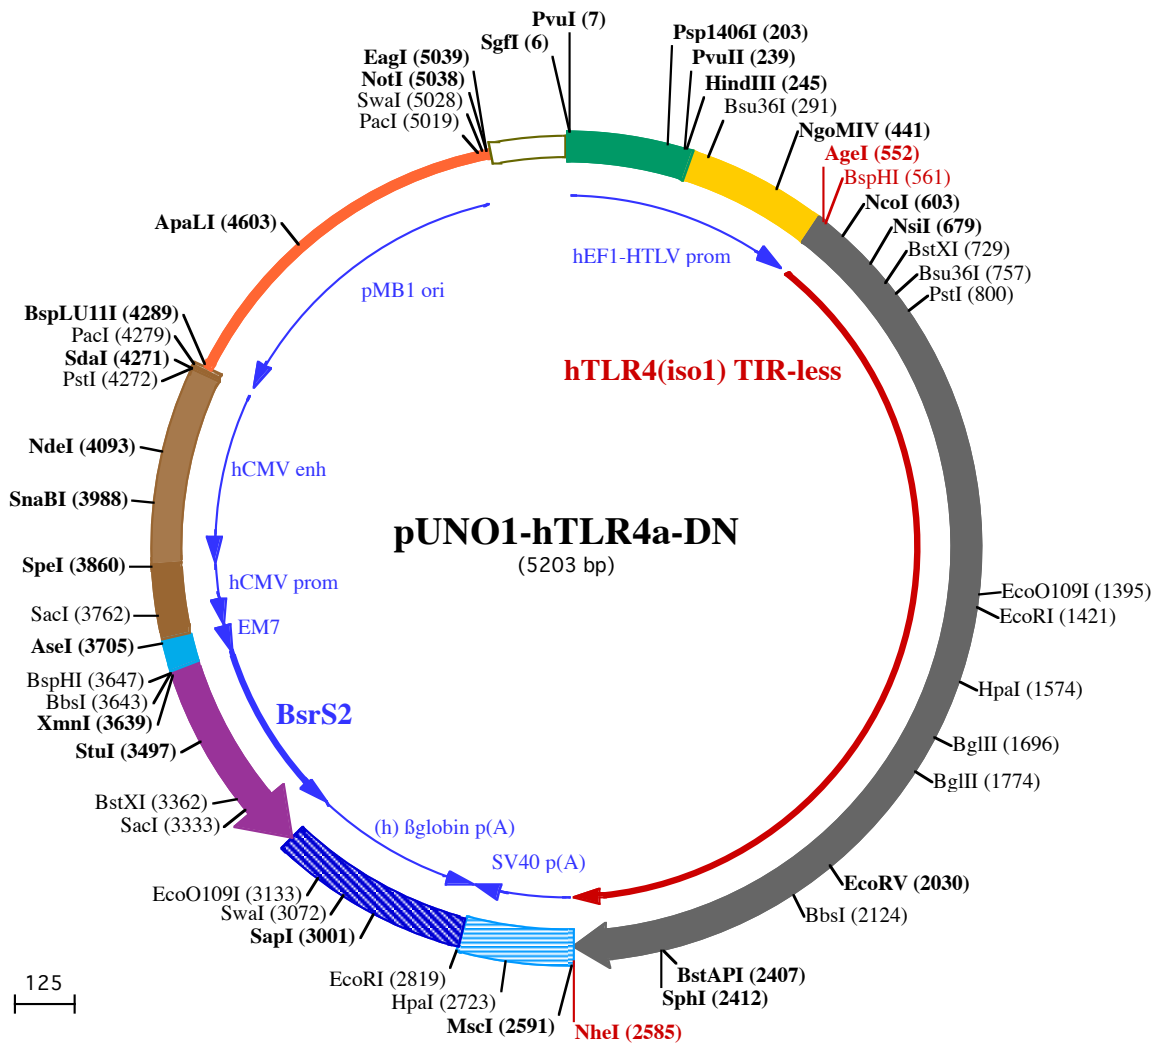 PvuI (7)
SgfI (6)
Psp1406I (203)
PvuII (239)
HindIII (245)
Bsu36I (291)
NgoMIV (441)
AgeI (552)
BspHI (561)
NcoI (603)
NsiI (679)
BstXI (729)
Bsu36I (757)
PstI (800)
EagI (5039)
NotI (5038)
SwaI (5028)
PacI (5019)
ApaLI (4603)
BspLU11I (4289)
PacI (4279)
SdaI (4271)
PstI (4272)
NdeI (4093)
SnaBI (3988)
SpeI (3860)
SacI (3762)
AseI (3705)
BspHI (3647)
BbsI (3643)
XmnI (3639)
StuI (3497)
BstXI (3362)
SacI (3333)
EcoO109I (3133)
SwaI (3072)
SapI (3001)
EcoRI (2819)
HpaI (2723)
MscI (2591)
NheI (2585)
SphI (2412)
BstAPI (2407)
BbsI (2124)
EcoRV (2030)
BglII (1774)
BglII (1696)
HpaI (1574)
EcoRI (1421)
EcoO109I (1395)
hEF1-HTLV prom
pMB1 ori
hTLR4(iso1) TIR-less
hCMV enh
pUNO1-hTLR4a-DN
(5203 bp)
hCMV prom
EM7
BsrS2
(h) ßglobin p(A)
SV40 p(A)
125